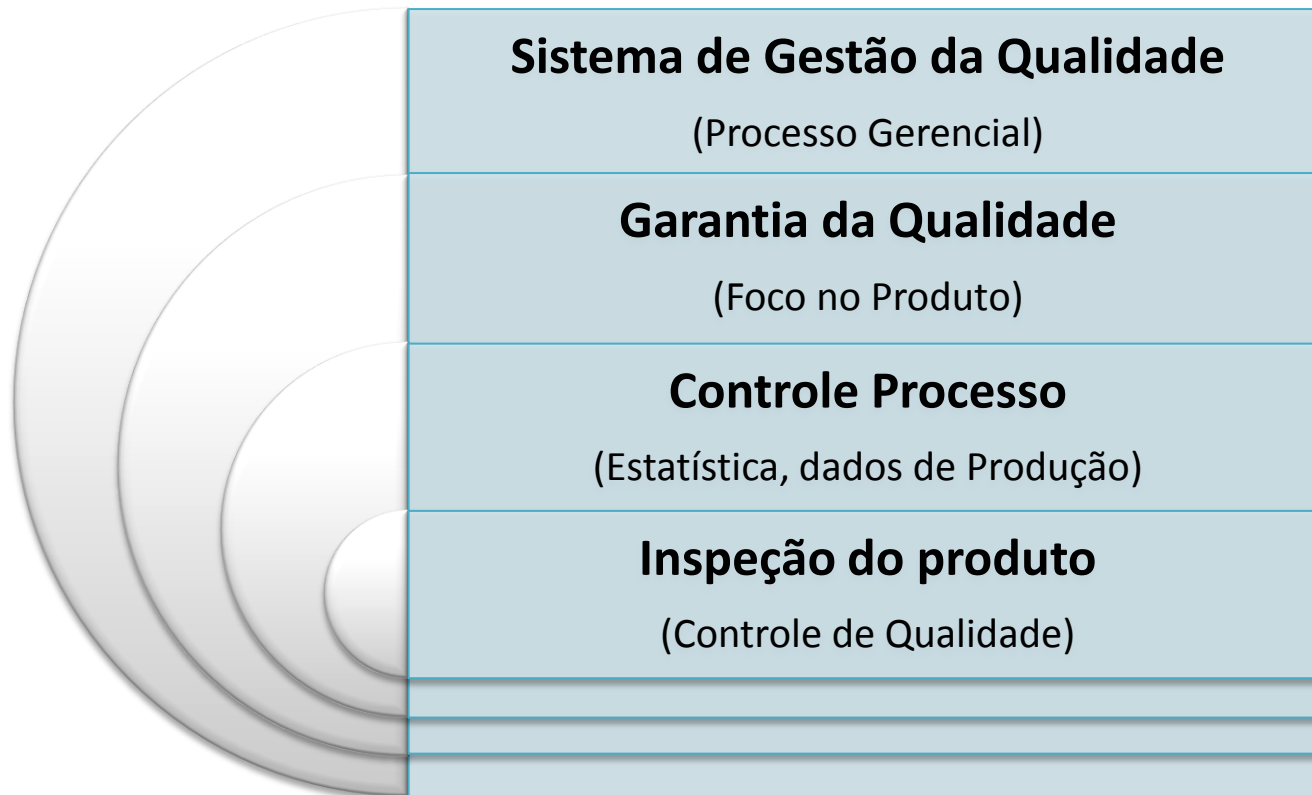 Sistema de Gestão da Qualidade
(Processo Gerencial)
Garantia da Qualidade
(Foco no Produto)
Controle Processo
(Estatística, dados de Produção)
Inspeção do produto
(Controle de Qualidade)